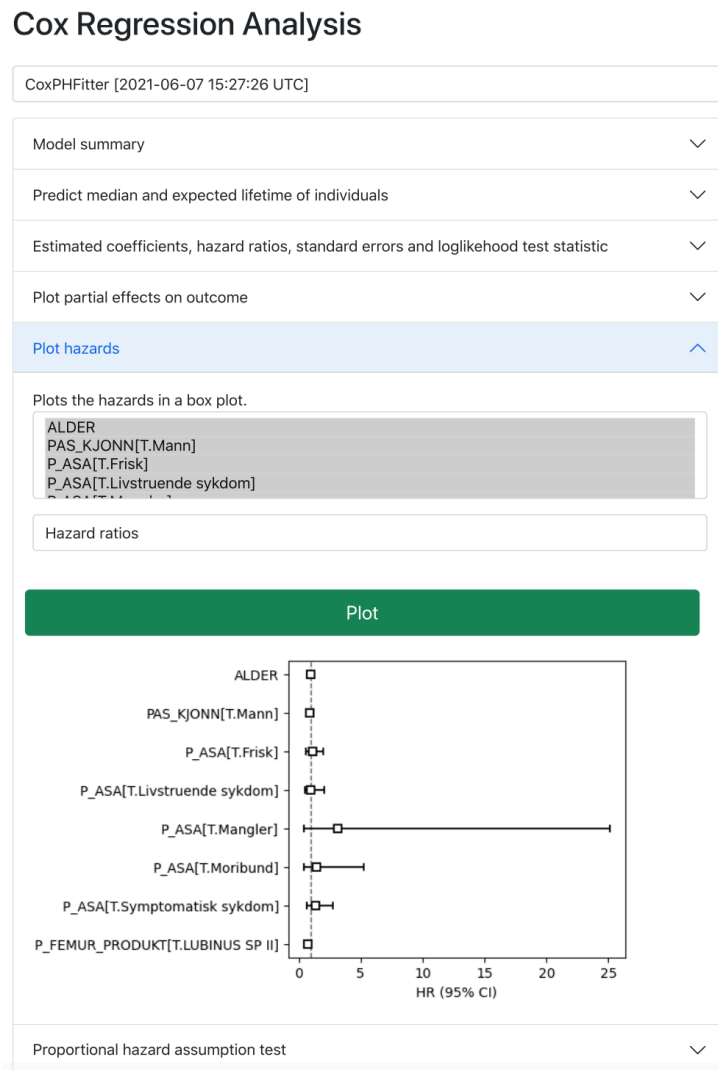 Cox Regression Analysis
CoxPHFitter [2021-06-07 15:27:26 UTC]
Model summary
Predict median and expected lifetime of individuals
Estimated coefficients, hazard ratios, standard errors and loglikehood test statistic
Plot partial effects on outcome
Plot hazards
Plots the hazards in a box plot.
ALDER
PAS_KJONN[T.Mann]
P_ASA[T.Frisk]
P_ASA[T.Livstruende sykdom]
Hazard ratios
Plot
ALDER
PAS_KJONN[T.Mann]
P_ASA[T.Frisk]
P_ASA[T.Livstruende sykdom]
P_ASA[T.Mangler]
P_ASA[T.Moribund]
P_ASA[T.Symptomatisk sykdom]
P_FEMUR_PRODUKT[T.LUBINUS SP II]
0 5 10 15 20 25
HR (95% CI)
Proportional hazard assumption test